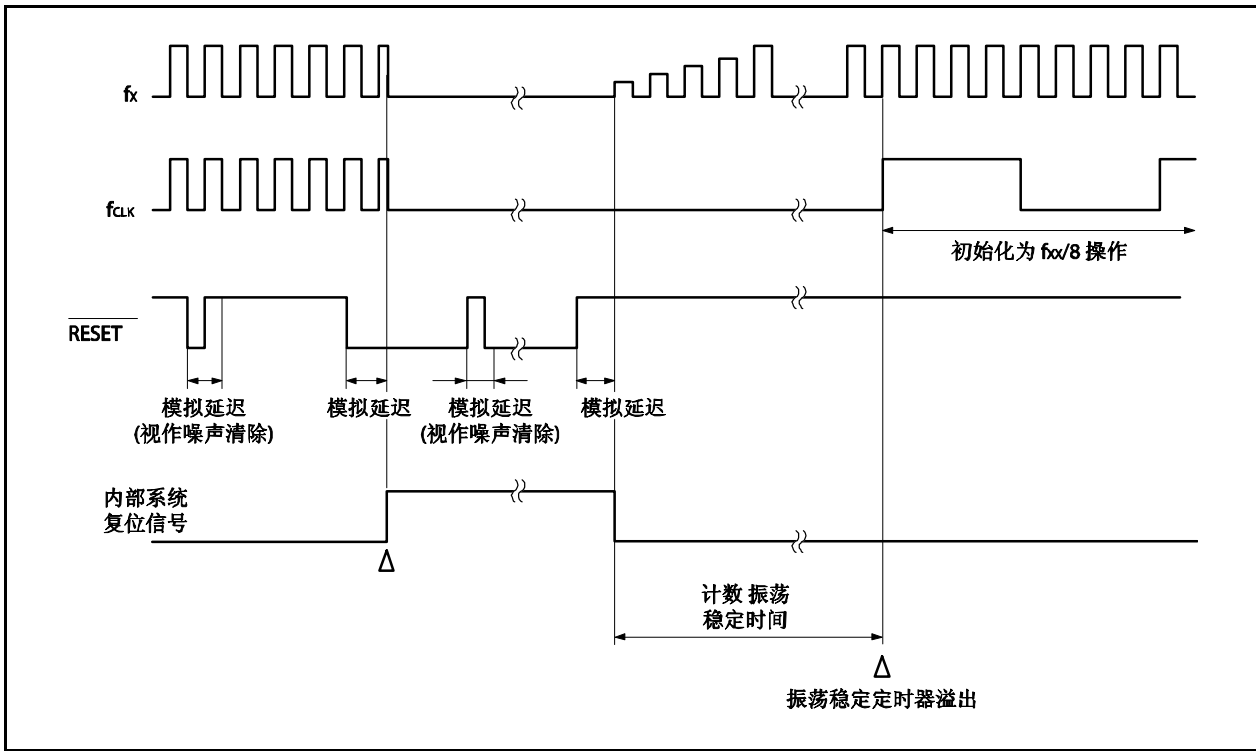 fX
fCLK
初始化为 fxx/8 操作
RESET
模拟延迟
(视作噪声清除)
模拟延迟
模拟延迟
(视作噪声清除)
模拟延迟
内部系统
复位信号
计数 振荡
稳定时间
振荡稳定定时器溢出